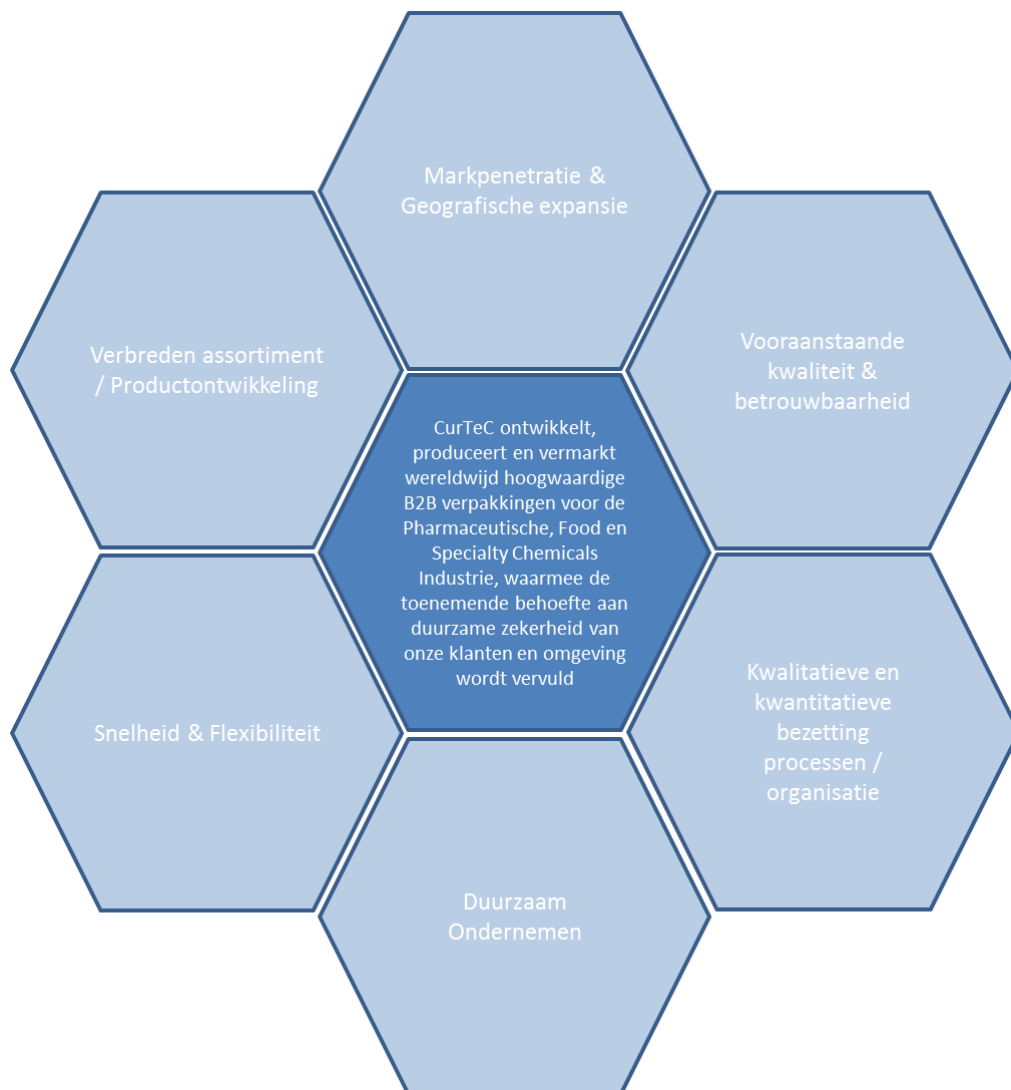 Markpenetratie &
Geografische expansie
Verbreden assortiment
/ Productontwikkeling
Vooraanstaande
kwaliteit &
betrouwbaarheid
CurTeC ontwikkelt,
produceert en vermarkt
wereldwijd hoogwaardige
B2B verpakkingen voor de
Pharmaceutische, Food en
Specialty Chemicals
Industrie, waarmee de
toenemende behoefte aan
duurzame zekerheid van
onze klanten en omgeving
wordt vervuld
Snelheid & Flexibiliteit
Kwalitatieve en
kwantitatieve
bezetting
processen /
organisatie
Duurzaam
Ondernemen